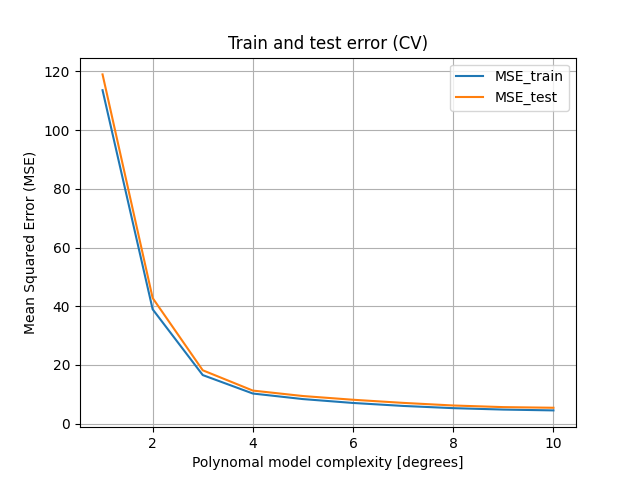 Train and test error (CV)
MSE_train
MSE_test
120
100
80
60
40
20
0
Mean Squared Error (MSE)
2
4
6
8
10
Polynomal model complexity [degrees]